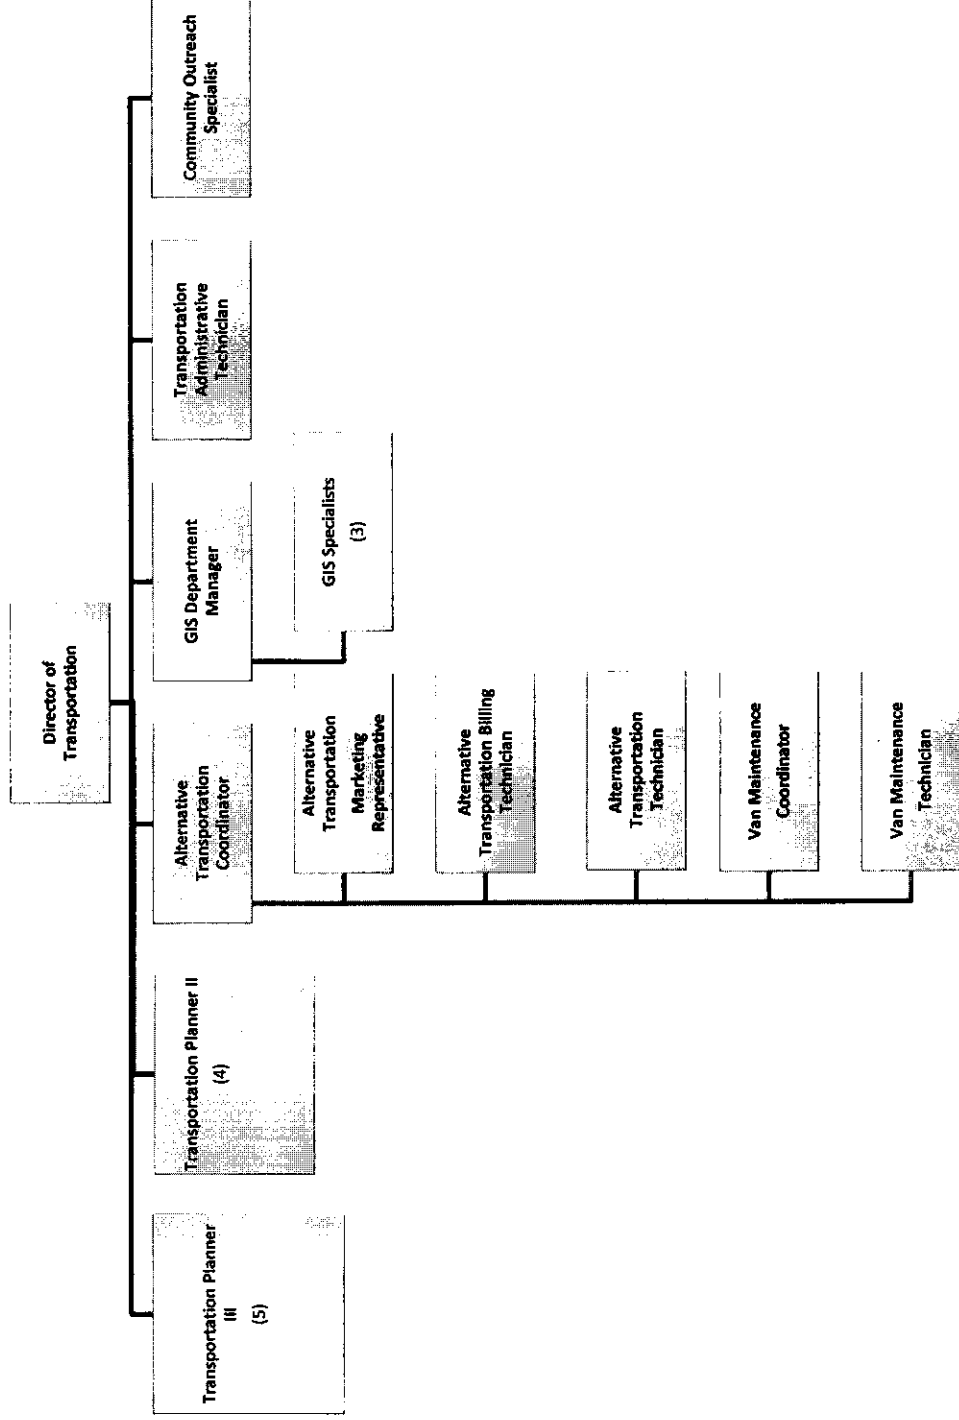 Director of
Transportation
Transportation Planner
III
(5)
Transportation Planner II
(4)
Alternative
Transportation
Coordinator
GIS Department
Manager
Transportation
Administrative
Technician
Community Outreach
Specialist
Alternative
Transportation
Marketing
Representative
Alternative
Transportation Billing
Technician
Alternative
Transportation
Technician
Van Maintenance
Coordinator
Van Maintenance
Technician
GIS Specialists
(3)